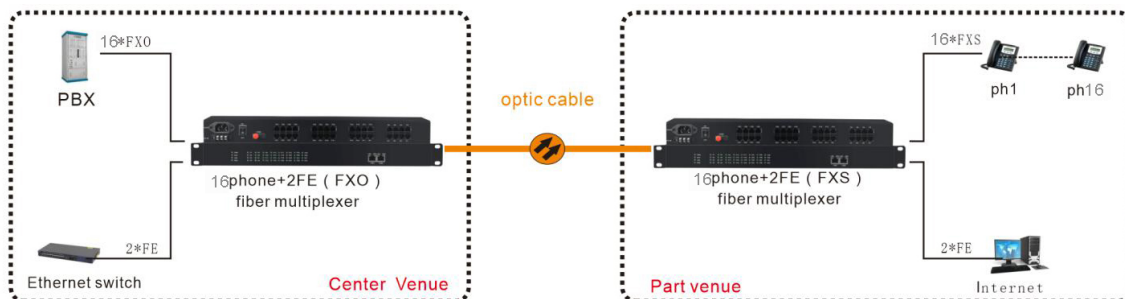 16*FXO
PBX
16phone+2FE ( FXO )
fiber multiplexer
2*FE
Ethernet switch
Center Venue
optic cable
16*FXS
ph1
ph16
16phone+2FE ( FXS )
fiber multiplexer
2*FE
Internet
Part venue